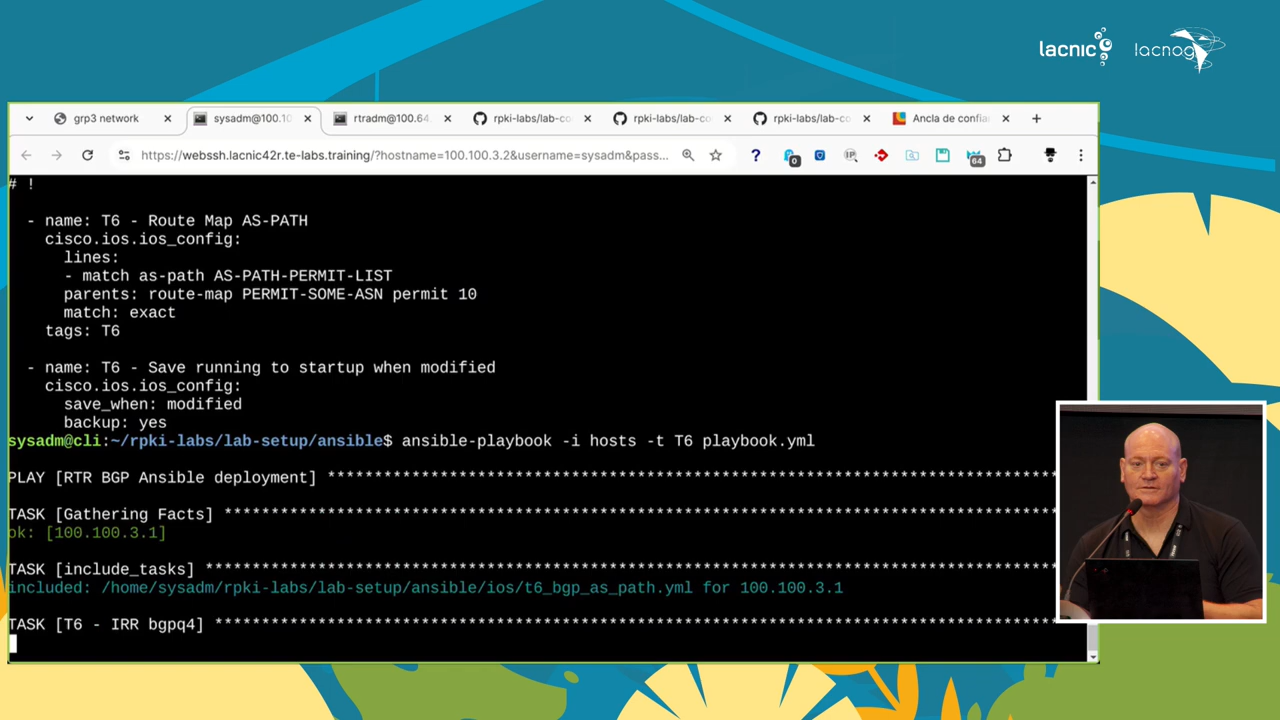 lacnic
lacnog
grp3 network
sysadm@100.10
rtradm@100.64.
rpki-labs/lab-co
rpki-labs/lab-co
rpki-labs/lab-co
Ancla de confia
https://webssh.lacnic42r.te-labs.training/?hostname=100.100.3.2&username=sysadm&pass...
0
IP
64
# !
- name: T6 - Route Map AS-PATH
cisco.ios.ios_config:
lines:
- match as-path AS-PATH-PERMIT-LIST
parents: route-map PERMIT-SOME-ASN permit 10
match: exact
tags: T6
- name: T6 - Save running to startup when modified
cisco.ios.ios_config:
save_when: modified
backup: yes
sysadm@cli:~/rpki-labs/lab-setup/ansible$ ansible-playbook -i hosts -t T6 playbook.yml
PLAY [RTR BGP Ansible deployment] *******************************************************************************
TASK [Gathering Facts] ******************************************************************************************
ok: [100.100.3.1]
TASK [include_tasks] ********************************************************************************************
included: /home/sysadm/rpki-labs/lab-setup/ansible/ios/t6_bgp_as_path.yml for 100.100.3.1
TASK [T6 - IRR bgpq4] *******************************************************************************************